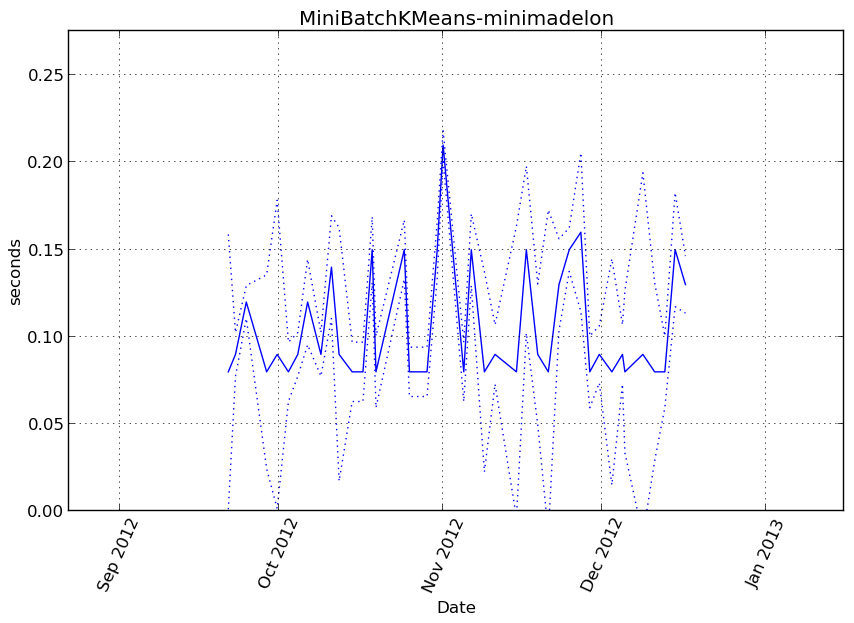 MiniBatchKMeans-minimadelon
0.25
0.20
0.15
0.10
0.05
0.00
seconds
Sep 2012
Oct 2012
Nov 2012
Dec 2012
Jan 2013
Date